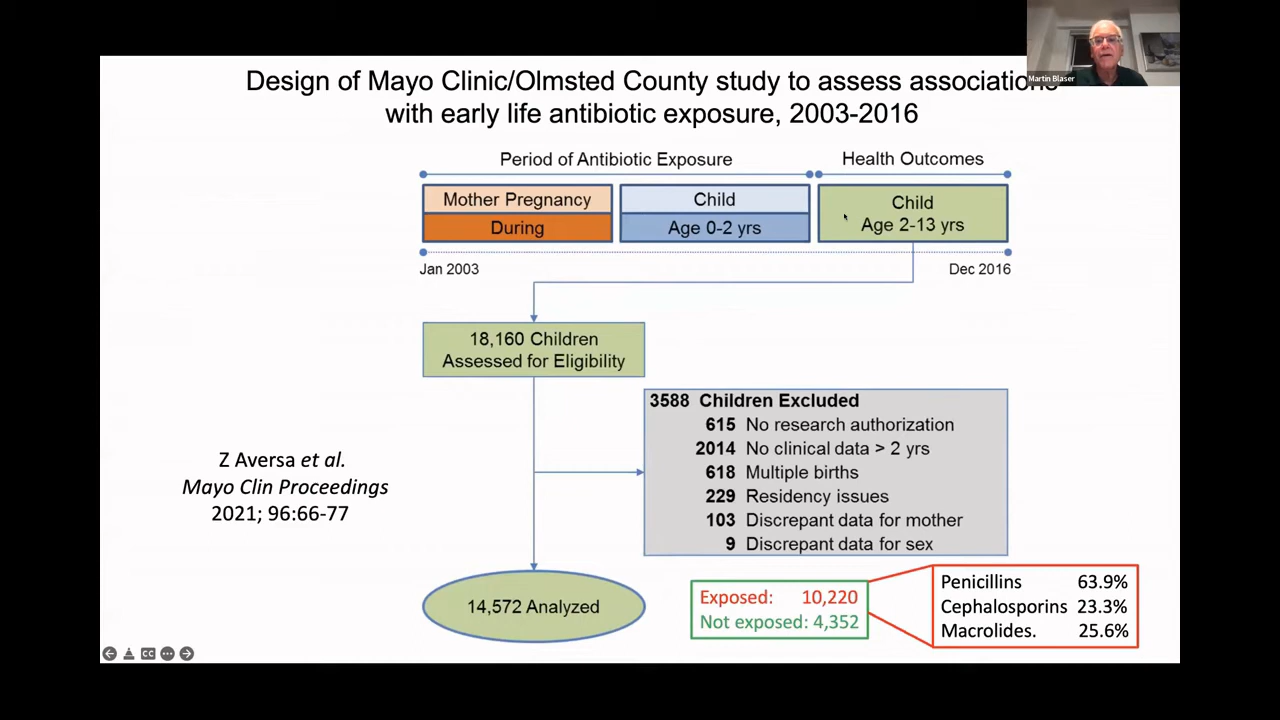 Martin Blaser
Design of Mayo Clinic/Olmsted County study to assess associations
with early life antibiotic exposure, 2003-2016
Period of Antibiotic Exposure
Health Outcomes
Mother Pregnancy
During
Child
Age 0-2 yrs
Child
Age 2-13 yrs
Jan 2003
Dec 2016
18,160 Children
Assessed for Eligibility
3588 Children Excluded
615 No research authorization
2014 No clinical data > 2 yrs
618 Multiple births
229 Residency issues
103 Discrepant data for mother
9 Discrepant data for sex
Z Aversa et al.
Mayo Clin Proceedings
2021; 96:66-77
14,572 Analyzed
Exposed: 10,220
Not exposed: 4,352
Penicillins 63.9%
Cephalosporins 23.3%
Macrolides. 25.6%
CC